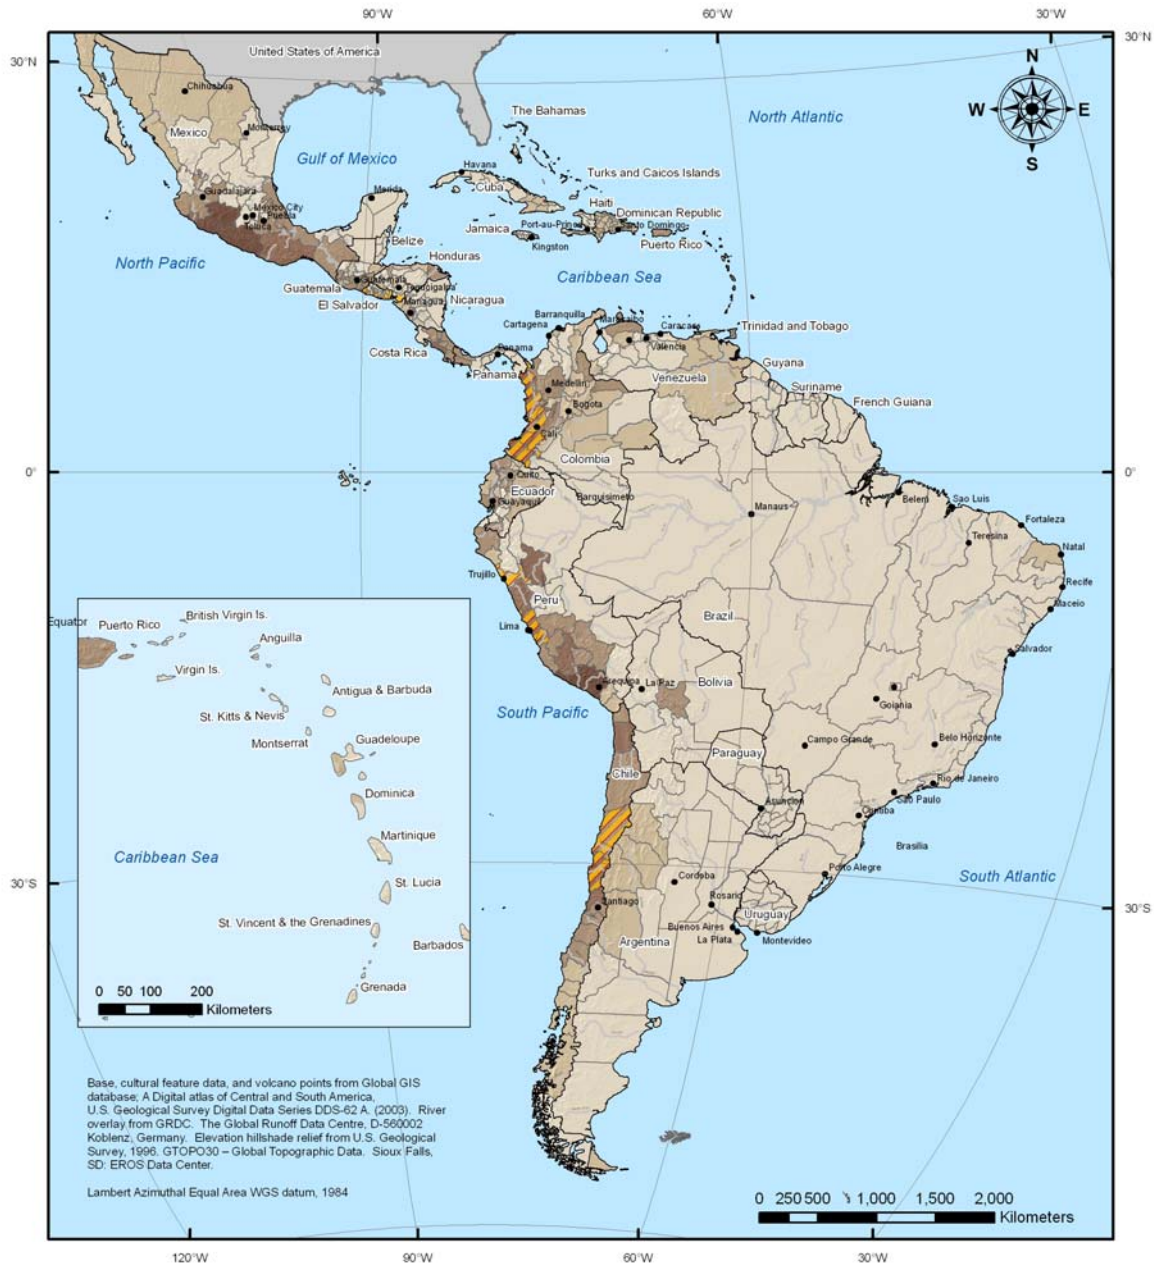 90°W
60°W
30°W
30°N
30°N
United States of America
N
W
E
S
Chihuahua
Mexico
Monterrey
The Bahamas
North Atlantic
Gulf of Mexico
Havana
Cuba
Turks and Caicos Islands
Guadalajara
Merida
Haiti
Dominican Republic
Mexico City
Puebla
Toluca
Jamaica
Port-au-Prince
Santo Domingo
Kingston
Puerto Rico
Belize
Honduras
North Pacific
Caribbean Sea
Guatemala
Guatemala
Tegucigalpa
El Salvador
Managua
Nicaragua
Barranquilla
Maracaibo
Caracas
Cartagena
Trinidad and Tobago
Costa Rica
Panama
Valencia
Panama
Guyana
Venezuela
Suriname
Medellin
French Guiana
Bogota
Cali
Colombia
0°
0°
Quito
Ecuador
Guayaquil
Barquisimeto
Manaus
Belem
Sao Luis
Fortaleza
Teresina
Natal
Trujillo
Recife
Peru
Maceio
Brazil
Lima
Salvador
Arequipa
La Paz
Bolivia
Goiania
South Pacific
Campo Grande
Belo Horizonte
Paraguay
Chile
Rio de Janeiro
Asuncion
Sao Paulo
Curitiba
Brasilia
Porto Alegre
South Atlantic
Cordoba
30°S
30°S
Santiago
Rosario
Uruguay
Buenos Aires
La Plata
Montevideo
Argentina
Equator
Puerto Rico
British Virgin Is.
Anguilla
Virgin Is.
Antigua & Barbuda
St. Kitts & Nevis
Montserrat
Guadeloupe
Dominica
Martinique
Caribbean Sea
St. Lucia
St. Vincent & the Grenadines
Barbados
Grenada
0 50 100 200
Kilometers
Base, cultural feature data, and volcano points from Global GIS
database; A Digital atlas of Central and South America,
U.S. Geological Survey Digital Data Series DDS-62 A. (2003). River
overlay from GRDC. The Global Runoff Data Centre, D-560002
Koblenz, Germany. Elevation hillshade relief from U.S. Geological
Survey, 1996. GTOPO30 – Global Topographic Data. Sioux Falls,
SD: EROS Data Center.
Lambert Azimuthal Equal Area WGS datum, 1984
0 250 500 1,000 1,500 2,000
Kilometers
120°W
90°W
60°W
30°W